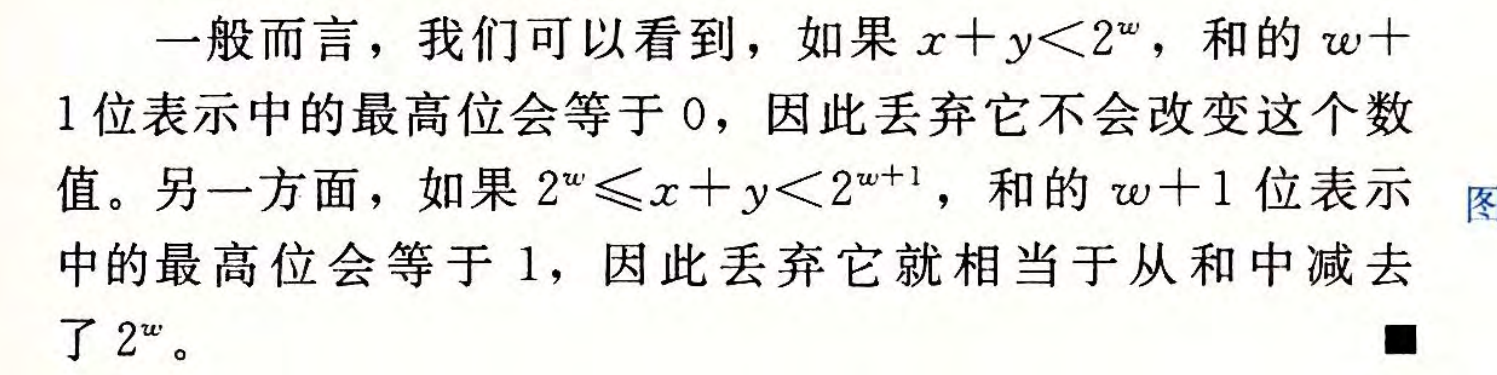 一般而言，我们可以看到，如果 x＋y＜2^w，和的 w＋
1 位表示中的最高位会等于 0，因此丢弃它不会改变这个数
值。另一方面，如果 2^w≤x＋y＜2^{w+1}，和的 w＋1 位表示
中的最高位会等于 1，因此丢弃它就相当于从和中减去
了 2^w。
图